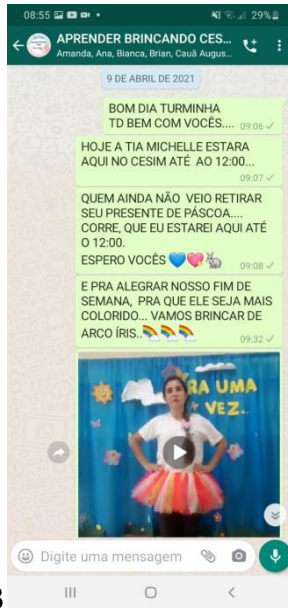 08:55 29%
APRENDER BRINCANDO CES...
Amanda, Ana, Bianca, Brian, Cauã Augus...
9 DE ABRIL DE 2021
BOM DIA TURMINHA
TD BEM COM VOCÊS.... 09:06
HOJE A TIA MICHELLE ESTARA
AQUI NO CESIM ATÉ AO 12:00...
09:07
QUEM AINDA NÃO VEIO RETIRAR
SEU PRESENTE DE PÁSCOA....
CORRE, QUE EU ESTAREI AQUI ATÉ
O 12:00.
ESPERO VOCÊS 💙💖🐇 09:08
E PRA ALEGRAR NOSSO FIM DE
SEMANA, PRA QUE ELE SEJA MAIS
COLORIDO... VAMOS BRINCAR DE
ARCO ÍRIS..🌈🌈🌈 09:32
RA UMA
VEZ..
Digite uma mensagem
3